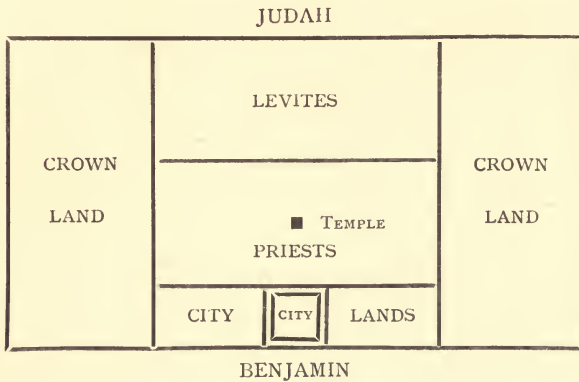 JUDAH
LEVITES
CROWN
LAND
CROWN
LAND
■ TEMPLE
PRIESTS
CITY
CITY
LANDS
BENJAMIN